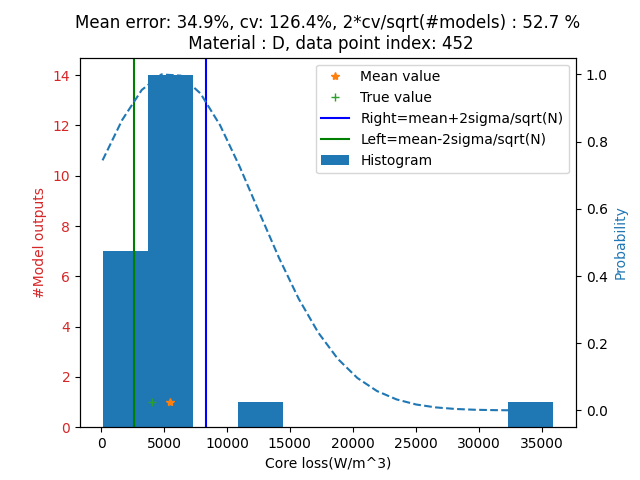 Mean error: 34.9%, cv: 126.4%, 2*cv/sqrt(#models) : 52.7 %
Material : D, data point index: 452
Mean value
True value
Right=mean+2sigma/sqrt(N)
Left=mean-2sigma/sqrt(N)
Histogram
#Model outputs
14
12
10
8
6
4
2
0
Probability
1.0
0.8
0.6
0.4
0.2
0.0
0 5000 10000 15000 20000 25000 30000 35000
Core loss(W/m^3)